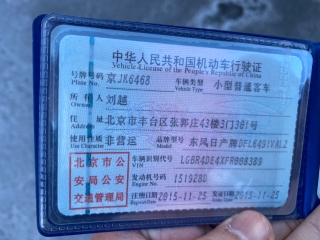 中华人民共和国机动车行驶证
Vehicle License of the People's Republic of China
号牌号码 京JK6468 车辆类型 小型普通客车
Plate No. Vehicle Type
所有人 刘越
Owner
住址 北京市丰台区张郭庄43楼3门381号
Address
使用性质 非营运 品牌型号 东风日产牌DFL6491VALZ
Use Character Model
北京市公安局公安交通管理局
车辆识别代号
VIN
发动机号码
Engine No.
注册日期 2015-11-25 发证日期 2015-11-25
Register Date Issue Date